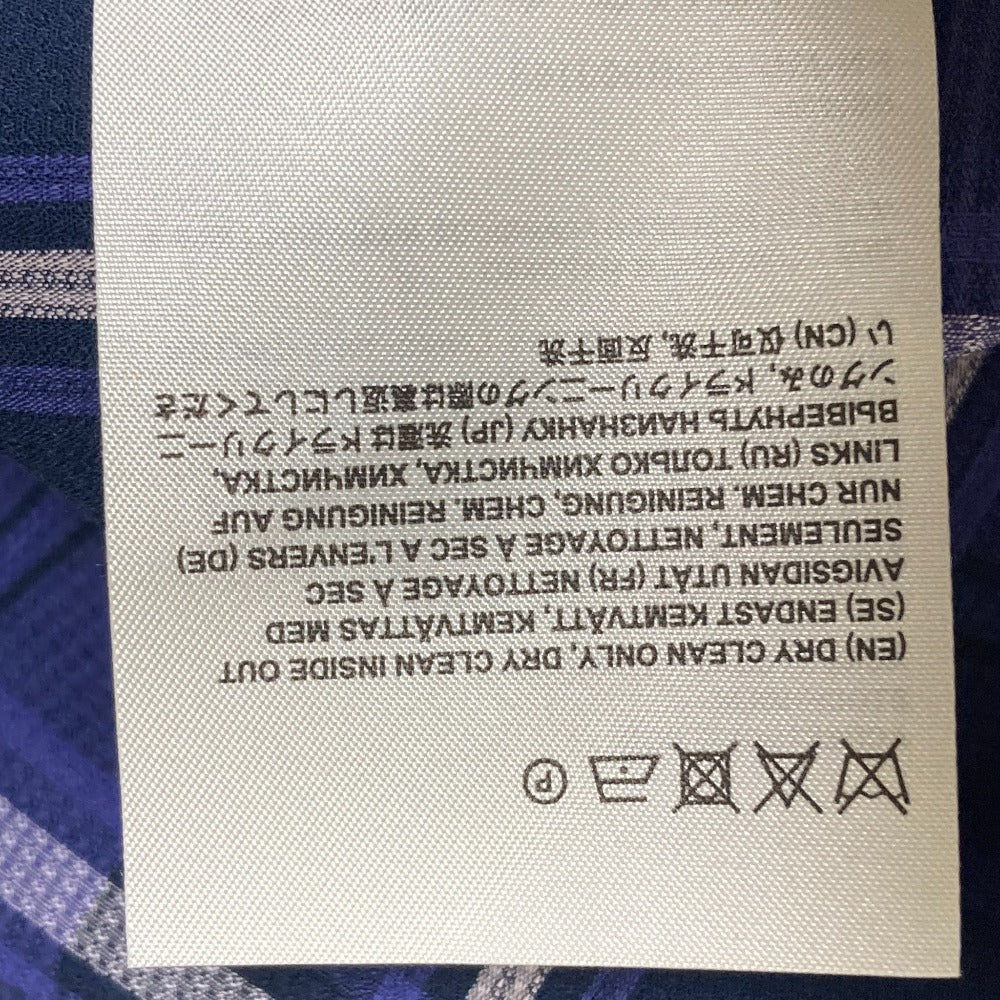 P
(EN) DRY CLEAN ONLY, DRY CLEAN INSIDE OUT
(SE) ENDAST KEMTVÄTT, KEMTVÄTTAS MED
AVIGSIDAN UTÅT (FR) NETTOYAGE À SEC
SEULEMENT, NETTOYAGE À SEC A L'ENVERS (DE)
NUR CHEM. REINIGUNG, CHEM. REINIGUNG AUF
LINKS (RU) ТОЛЬКО ХИМЧИСТКА, ХИМЧИСТКА,
ВЫВЕРНУТЬ НАИЗНАНКУ (JP) 洗濯はドライクリーニ
ングのみ, ドライクリーニングの際は裏返しにしてくださ
い (CN) 仅可干洗, 反面干洗